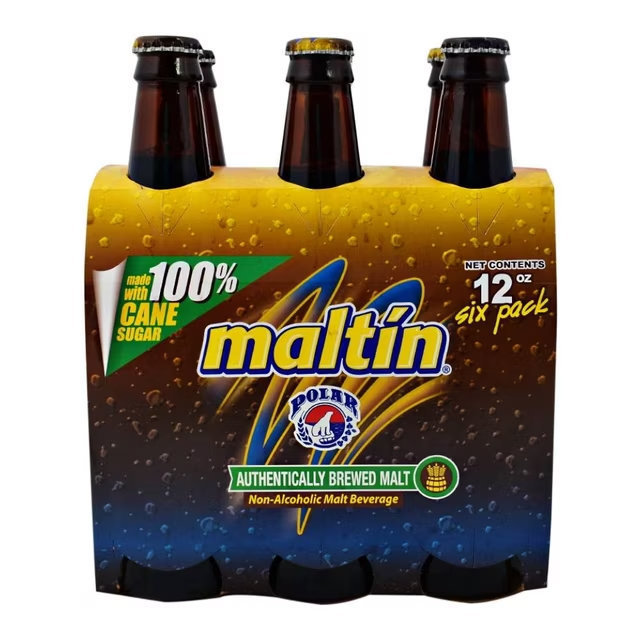 made
with
100%
CANE
SUGAR
NET CONTENTS
12 OZ
six pack
maltín®
POLAR
AUTHENTICALLY BREWED MALT
Non-Alcoholic Malt Beverage